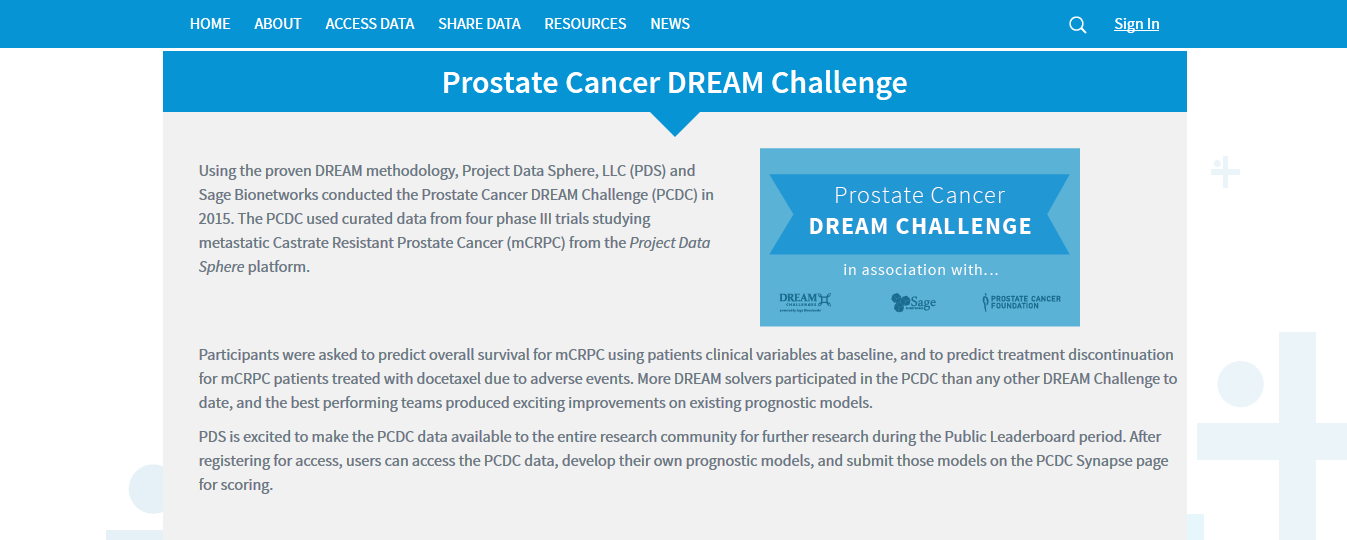 HOME ABOUT ACCESS DATA SHARE DATA RESOURCES NEWS Sign In
Prostate Cancer DREAM Challenge
Using the proven DREAM methodology, Project Data Sphere, LLC (PDS) and
Sage Bionetworks conducted the Prostate Cancer DREAM Challenge (PCDC) in
2015. The PCDC used curated data from four phase III trials studying
metastatic Castrate Resistant Prostate Cancer (mCRPC) from the Project Data
Sphere platform.
Prostate Cancer
DREAM CHALLENGE
in association with...
DREAM
CHALLENGES
powered by Sage Bionetworks
Sage
PROSTATE CANCER
FOUNDATION
Participants were asked to predict overall survival for mCRPC using patients clinical variables at baseline, and to predict treatment discontinuation
for mCRPC patients treated with docetaxel due to adverse events. More DREAM solvers participated in the PCDC than any other DREAM Challenge to
date, and the best performing teams produced exciting improvements on existing prognostic models.
PDS is excited to make the PCDC data available to the entire research community for further research during the Public Leaderboard period. After
registering for access, users can access the PCDC data, develop their own prognostic models, and submit those models on the PCDC Synapse page
for scoring.